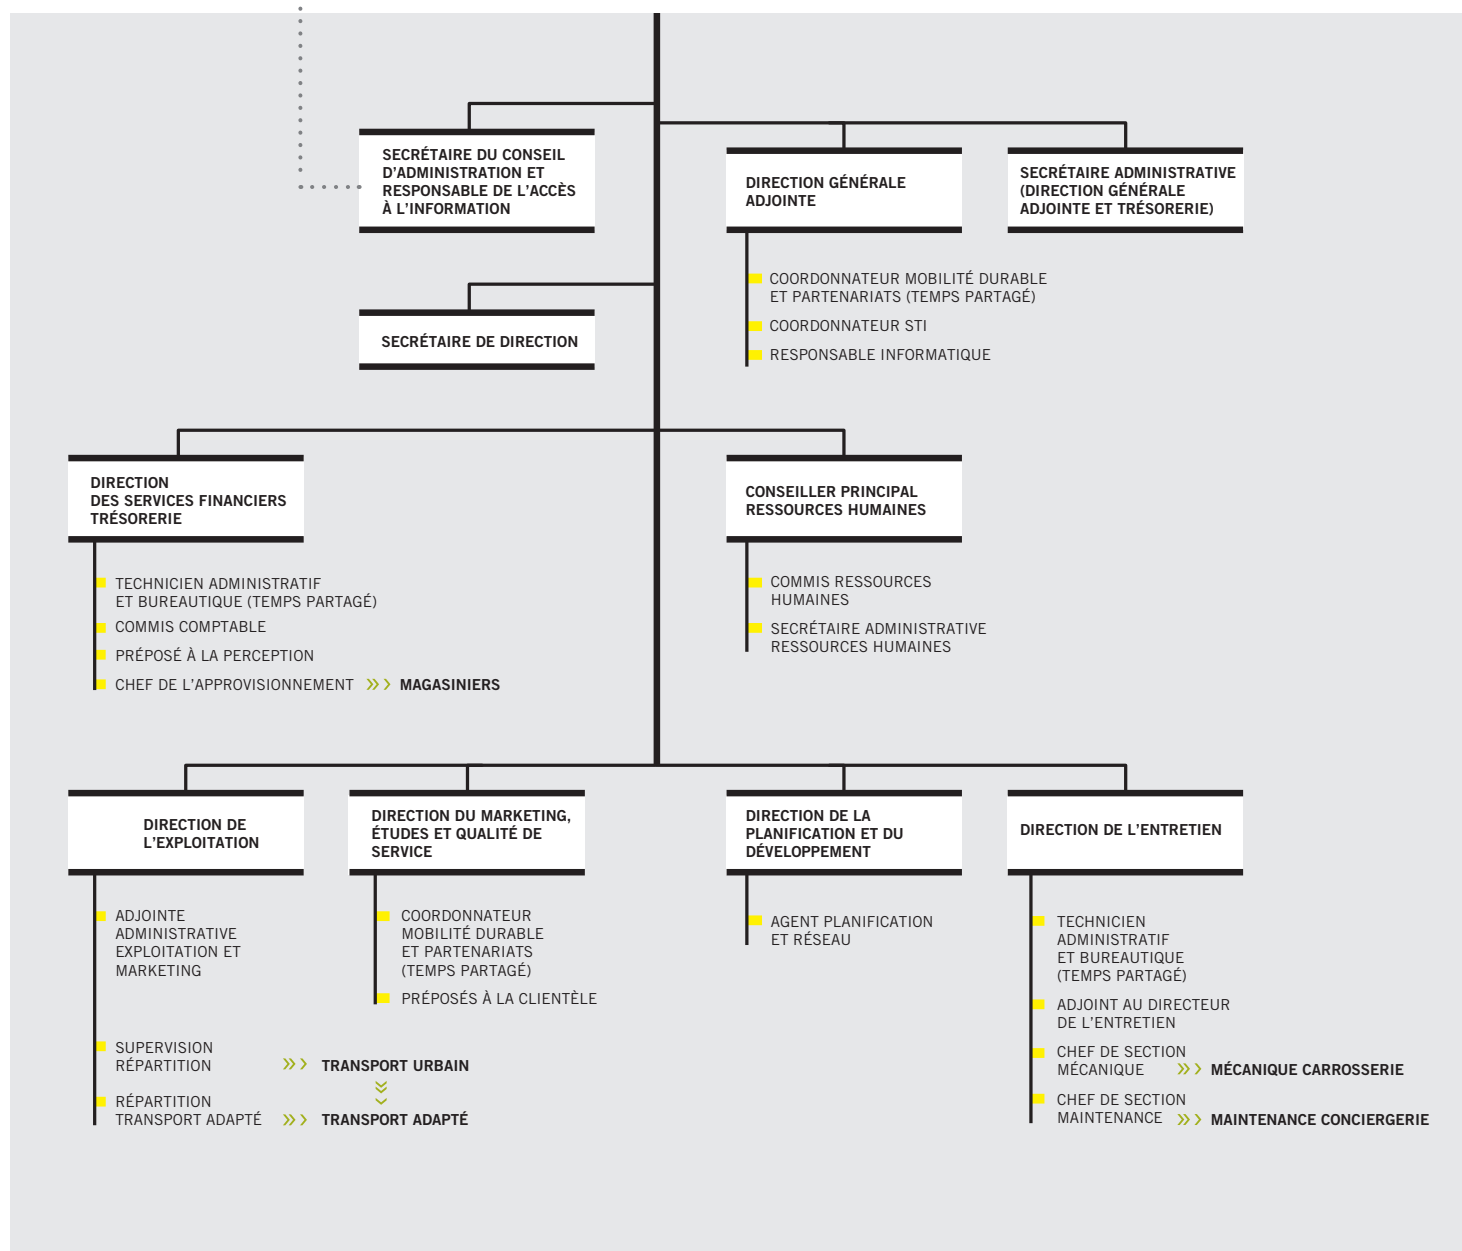 SECRÉTAIRE DU CONSEIL
D'ADMINISTRATION ET
RESPONSABLE DE L'ACCÈS
À L'INFORMATION
DIRECTION GÉNÉRALE
ADJOINTE
SECRÉTAIRE ADMINISTRATIVE
(DIRECTION GÉNÉRALE
ADJOINTE ET TRÉSORERIE)
COORDONNATEUR MOBILITÉ DURABLE
ET PARTENARIATS (TEMPS PARTAGÉ)
COORDONNATEUR STI
RESPONSABLE INFORMATIQUE
SECRÉTAIRE DE DIRECTION
DIRECTION
DES SERVICES FINANCIERS
TRÉSORERIE
TECHNICIEN ADMINISTRATIF
ET BUREAUTIQUE (TEMPS PARTAGÉ)
COMMIS COMPTABLE
PRÉPOSÉ À LA PERCEPTION
CHEF DE L'APPROVISIONNEMENT »› MAGASINIERS
CONSEILLER PRINCIPAL
RESSOURCES HUMAINES
COMMIS RESSOURCES
HUMAINES
SECRÉTAIRE ADMINISTRATIVE
RESSOURCES HUMAINES
DIRECTION DE
L'EXPLOITATION
ADJOINTE
ADMINISTRATIVE
EXPLOITATION ET
MARKETING
SUPERVISION
RÉPARTITION »› TRANSPORT URBAIN
RÉPARTITION
TRANSPORT ADAPTÉ »› TRANSPORT ADAPTÉ
DIRECTION DU MARKETING,
ÉTUDES ET QUALITÉ DE
SERVICE
COORDONNATEUR
MOBILITÉ DURABLE
ET PARTENARIATS
(TEMPS PARTAGÉ)
PRÉPOSÉS À LA CLIENTÈLE
DIRECTION DE LA
PLANIFICATION ET DU
DÉVELOPPEMENT
AGENT PLANIFICATION
ET RÉSEAU
DIRECTION DE L'ENTRETIEN
TECHNICIEN
ADMINISTRATIF
ET BUREAUTIQUE
(TEMPS PARTAGÉ)
ADJOINT AU DIRECTEUR
DE L'ENTRETIEN
CHEF DE SECTION
MÉCANIQUE »› MÉCANIQUE CARROSSERIE
CHEF DE SECTION
MAINTENANCE »› MAINTENANCE CONCIERGERIE